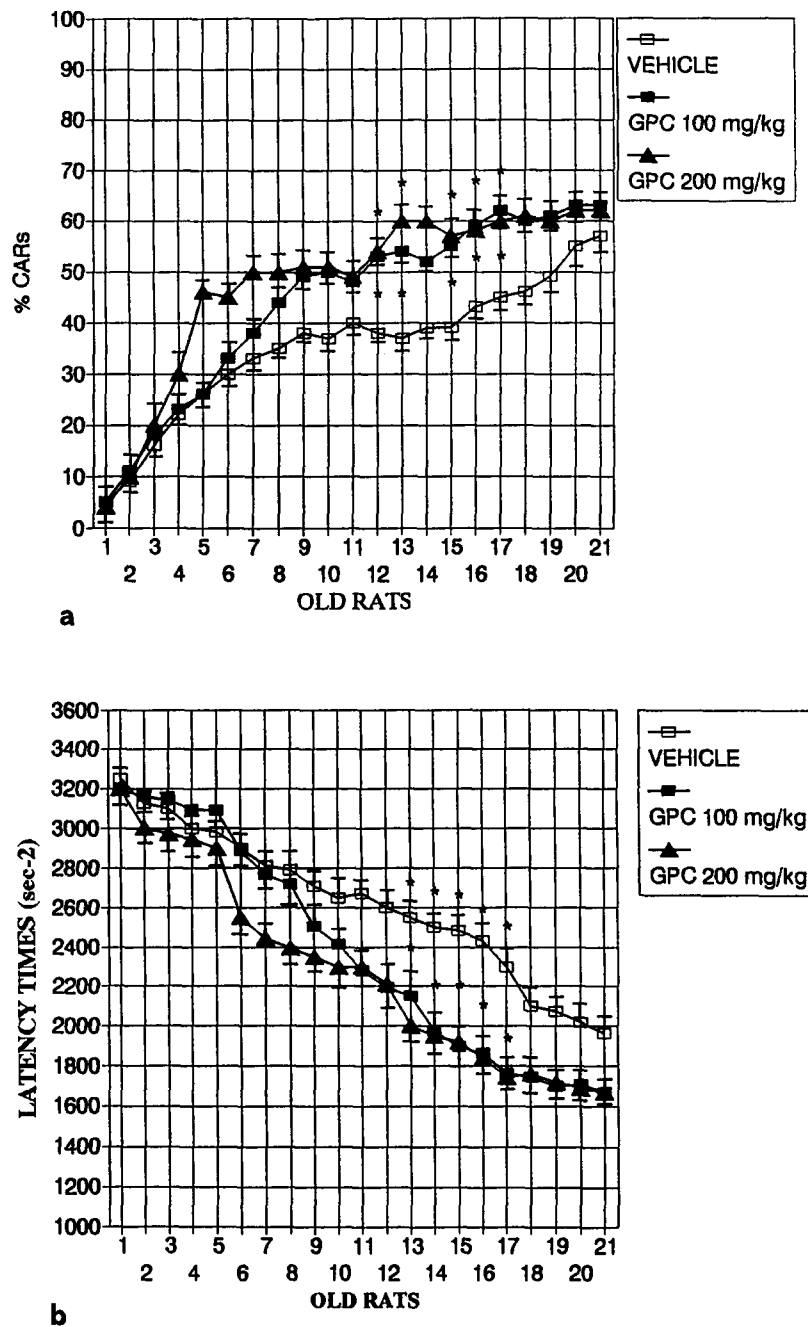 100
90
80
70
60
50
40
30
20
10
0
% CARs
1 3 5 7 9 11 13 15 17 19 21
2 4 6 8 10 12 14 16 18 20
OLD RATS
a
VEHICLE
GPC 100 mg/kg
GPC 200 mg/kg
* * * * *
* * * * *
3600
3400
3200
3000
2800
2600
2400
2200
2000
1800
1600
1400
1200
1000
LATENCY TIMES (sec-2)
1 3 5 7 9 11 13 15 17 19 21
2 4 6 8 10 12 14 16 18 20
OLD RATS
b
VEHICLE
GPC 100 mg/kg
GPC 200 mg/kg
* * * * *
* * * * *